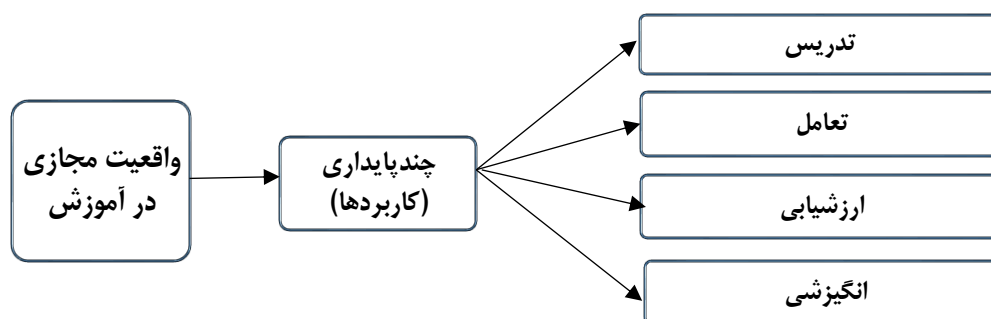 واقعیت مجازی
در آموزش
چندپایداری
(کاربردها)
تدریس
تعامل
ارزشیابی
انگیزشی